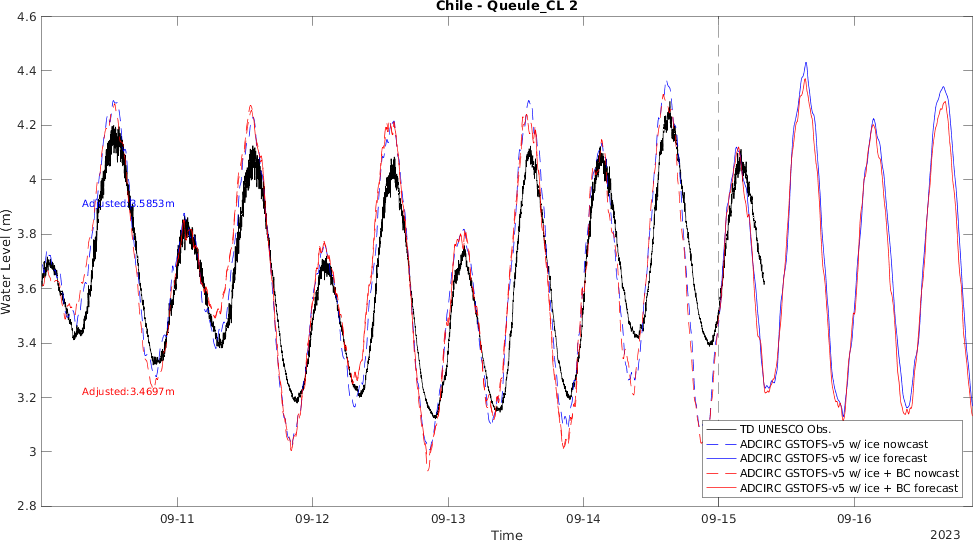 Chile - Queule_CL 2
4.6
4.4
4.2
4
3.8
3.6
3.4
3.2
3
2.8
Water Level (m)
Adjusted:3.5853m
Adjusted:3.4697m
TD UNESCO Obs.
ADCIRC GSTOFS-v5 w/ ice nowcast
ADCIRC GSTOFS-v5 w/ ice forecast
ADCIRC GSTOFS-v5 w/ ice + BC nowcast
ADCIRC GSTOFS-v5 w/ ice + BC forecast
09-11 09-12 09-13 09-14 09-15 09-16
Time
2023